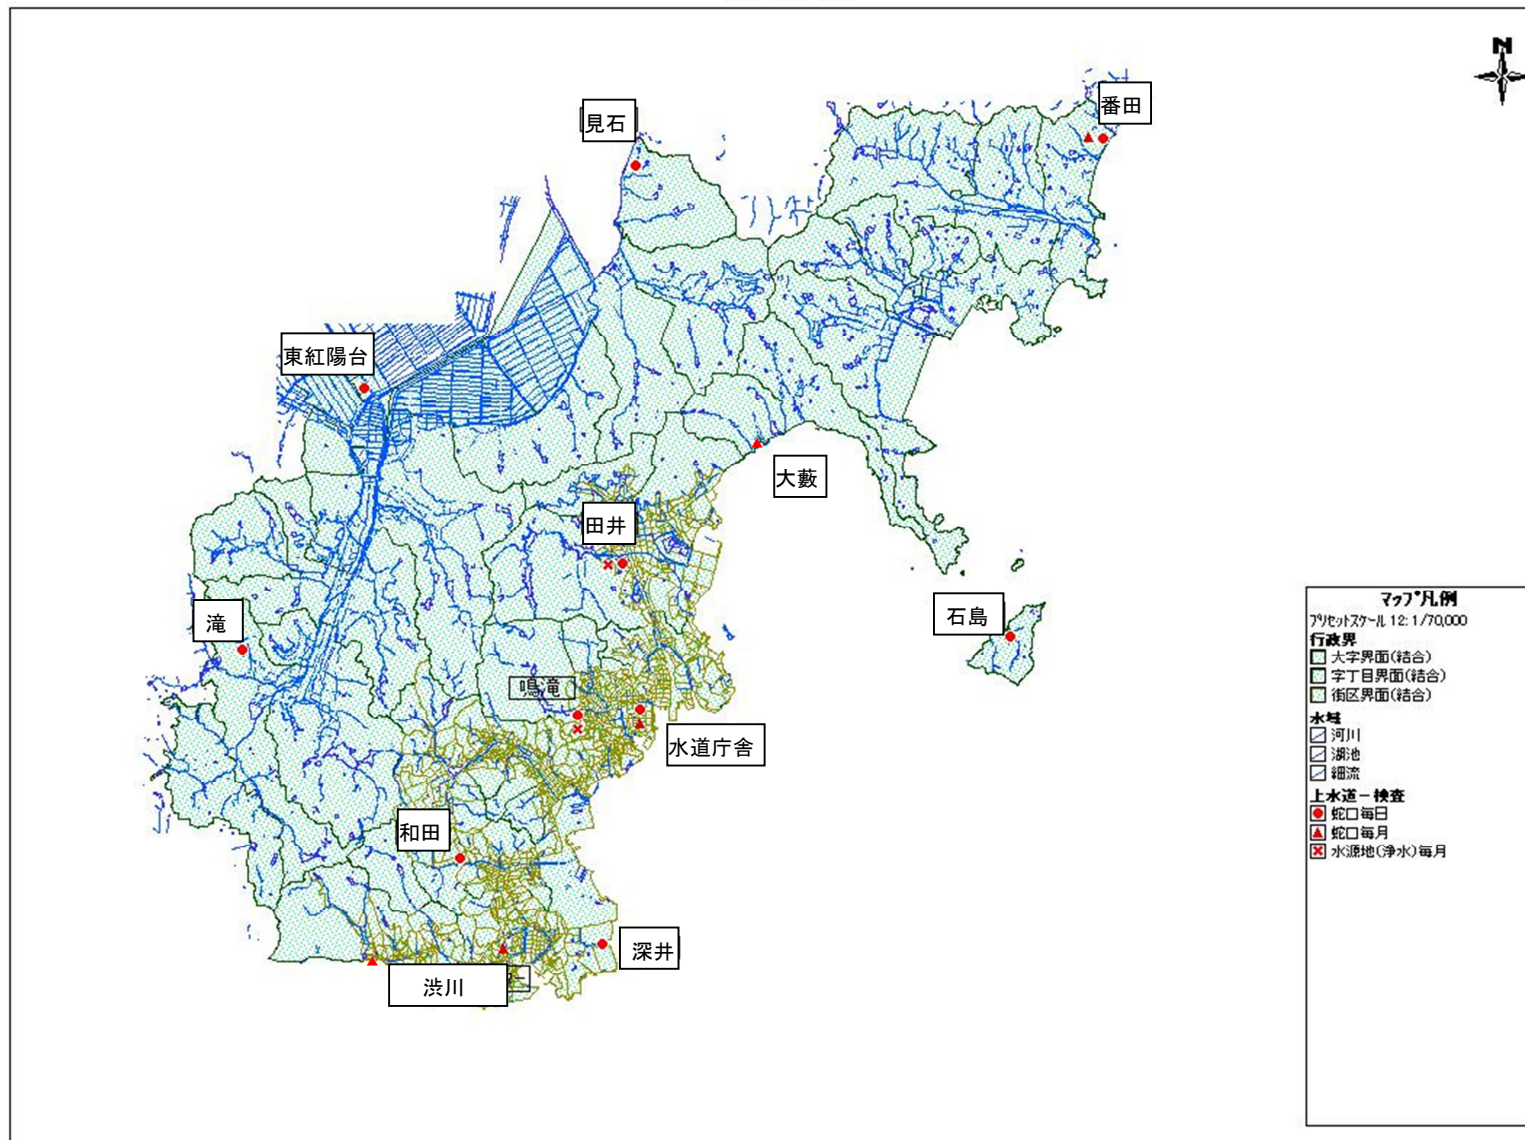 N
番田
見石
東紅陽台
大藪
田井
石島
滝
鳴滝
水道庁舎
和田
深井
渋川
マップ凡例
プリセットスケール 12: 1/70,000
行政界
大字界面(結合)
字丁目界面(結合)
街区界面(結合)
水域
河川
湖池
細流
上水道－検査
蛇口毎日
蛇口毎月
水源地(浄水)毎月